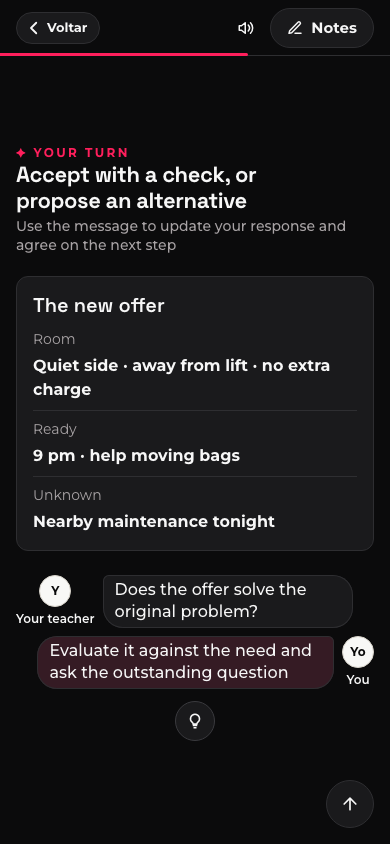 Voltar
Notes
YOUR TURN
Accept with a check, or
propose an alternative
Use the message to update your response and
agree on the next step
The new offer
Room
Quiet side · away from lift · no extra
charge
Ready
9 pm · help moving bags
Unknown
Nearby maintenance tonight
Y
Your teacher
Does the offer solve the
original problem?
Evaluate it against the need and
ask the outstanding question
Yo
You